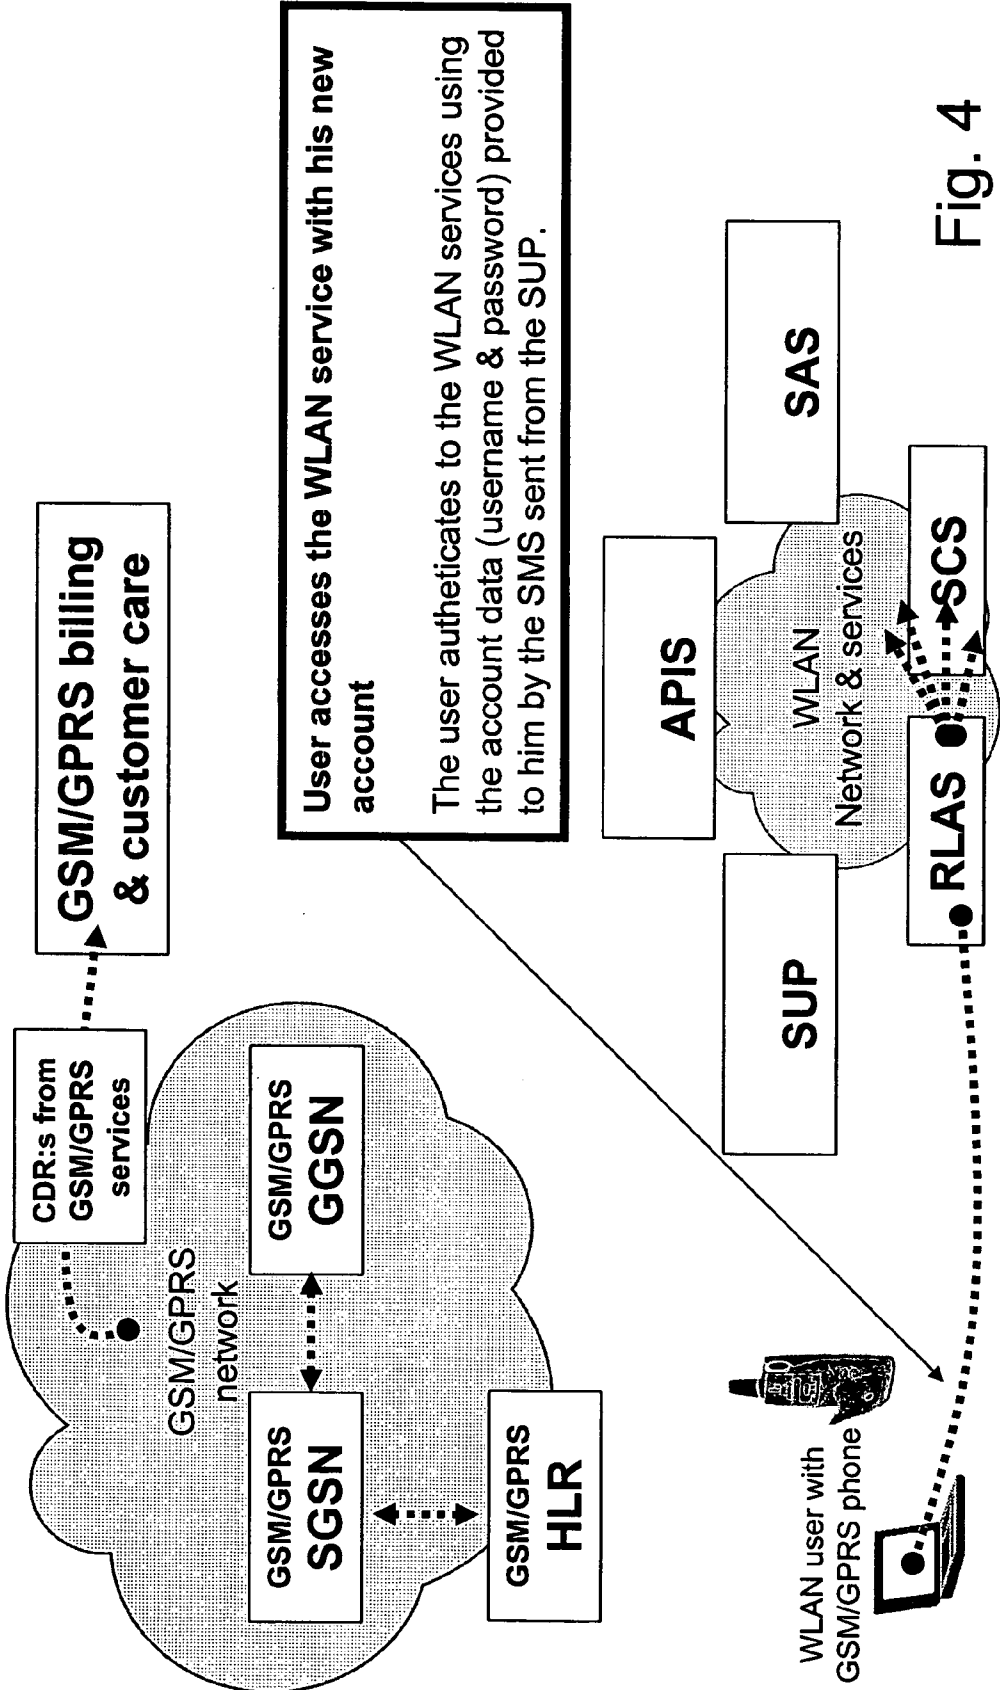 CDR:s from
GSM/GPRS
services
GSM/GPRS billing
& customer care
GSM/GPRS
network
GSM/GPRS
SGSN
GSM/GPRS
GGSN
GSM/GPRS
HLR
User accesses the WLAN service with his new
account
The user autheticates to the WLAN services using
the account data (username & password) provided
to him by the SMS sent from the SUP.
APIS
SUP
SAS
WLAN
Network & services
RLAS
SCS
WLAN user with
GSM/GPRS phone
Fig. 4